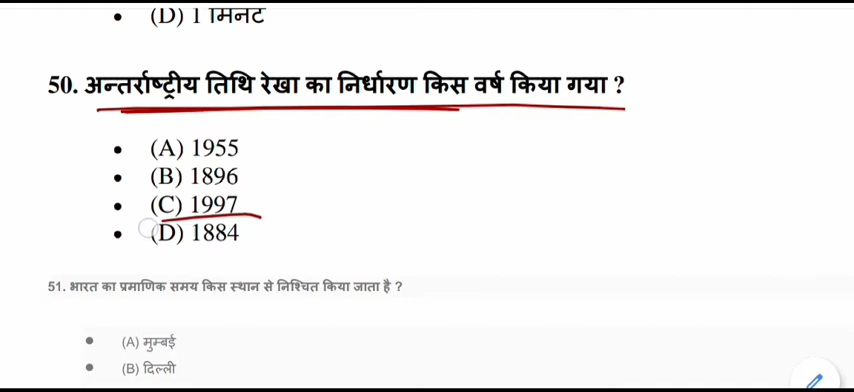 (D) 1 मिनट
50. अन्तर्राष्ट्रीय तिथि रेखा का निर्धारण किस वर्ष किया गया ?
(A) 1955
(B) 1896
(C) 1997
(D) 1884
51. भारत का प्रमाणिक समय किस स्थान से निश्चित किया जाता है ?
(A) मुम्बई
(B) दिल्ली